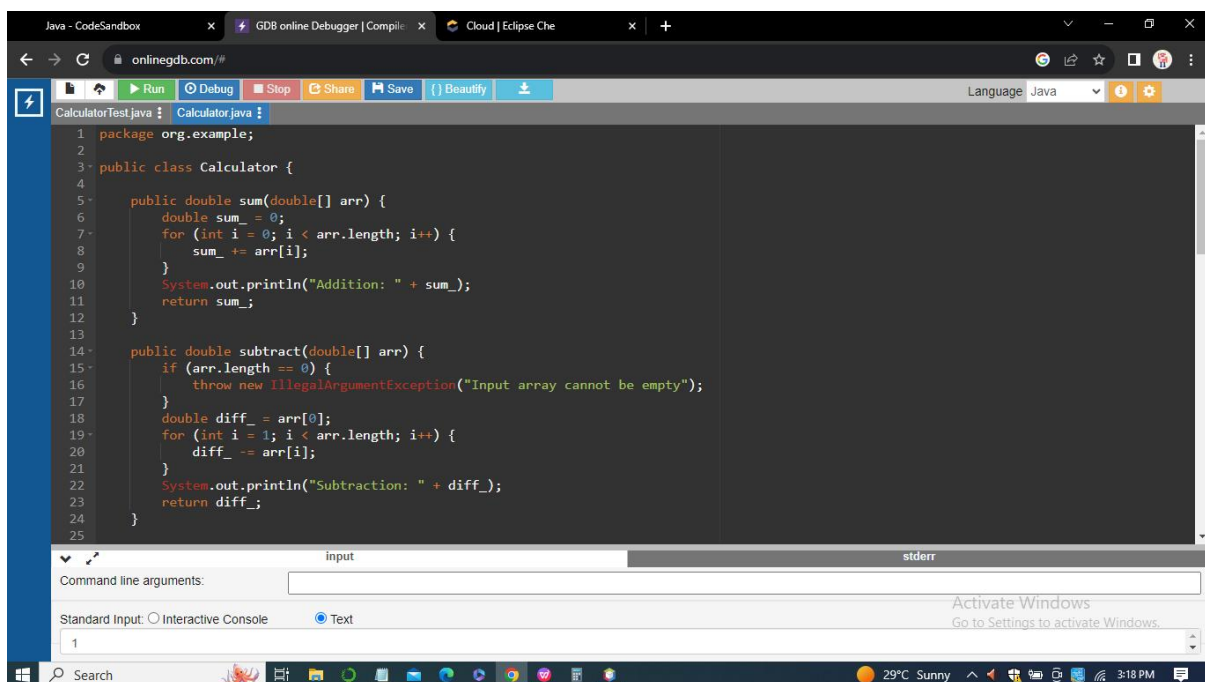 Java - CodeSandbox
GDB online Debugger | Compile
Cloud | Eclipse Che
onlinegdb.com/#
Run Debug Stop Share Save {} Beautify
Language Java
CalculatorTest.java
Calculator.java
1 package org.example;
2
3 public class Calculator {
4
5 public double sum(double[] arr) {
6 double sum_ = 0;
7 for (int i = 0; i < arr.length; i++) {
8 sum_ += arr[i];
9 }
10 System.out.println("Addition: " + sum_);
11 return sum_;
12 }
13
14 public double subtract(double[] arr) {
15 if (arr.length == 0) {
16 throw new IllegalArgumentException("Input array cannot be empty");
17 }
18 double diff_ = arr[0];
19 for (int i = 1; i < arr.length; i++) {
20 diff_ -= arr[i];
21 }
22 System.out.println("Subtraction: " + diff_);
23 return diff_;
24 }
25
input
stderr
Command line arguments:
Standard Input: Interactive Console Text
1
Activate Windows
Go to Settings to activate Windows.
Search
29°C Sunny
3:18 PM